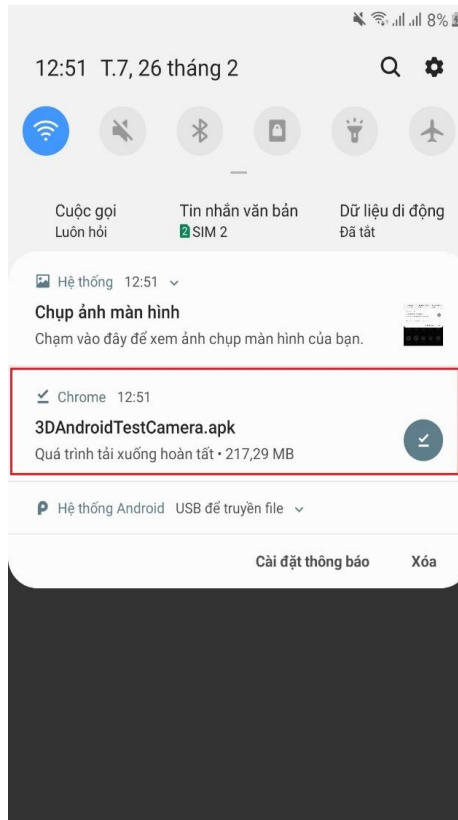 8%
12:51 T.7, 26 tháng 2
Cuộc gọi Tin nhắn văn bản Dữ liệu di động
Luôn hỏi 2 SIM 2 Đã tắt
Hệ thống 12:51
Chụp ảnh màn hình
Chạm vào đây để xem ảnh chụp màn hình của bạn.
Chrome 12:51
3DAndroidTestCamera.apk
Quá trình tải xuống hoàn tất • 217,29 MB
Hệ thống Android USB để truyền file
Cài đặt thông báo Xóa